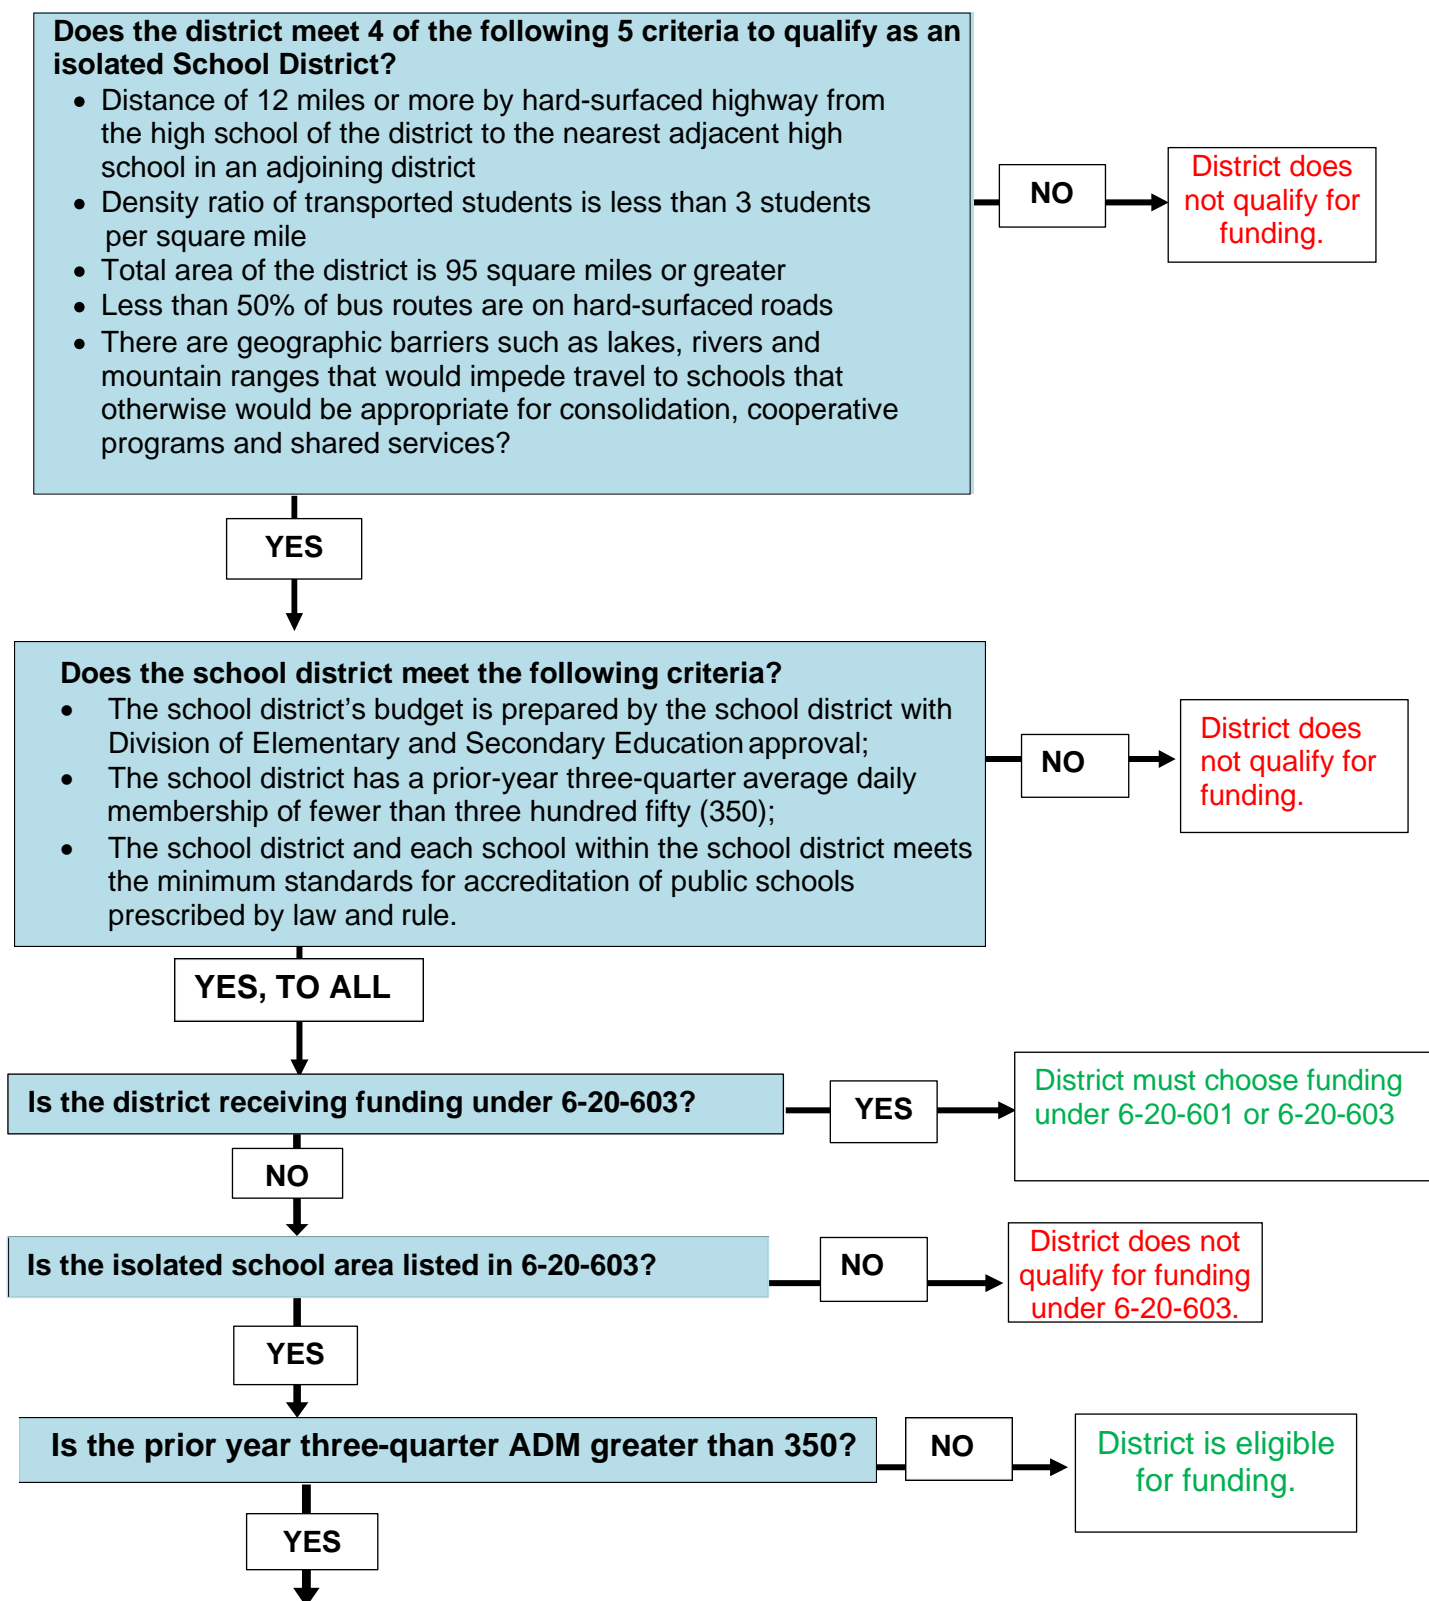 Does the district meet 4 of the following 5 criteria to qualify as an
isolated School District?
• Distance of 12 miles or more by hard-surfaced highway from
the high school of the district to the nearest adjacent high
school in an adjoining district
• Density ratio of transported students is less than 3 students
per square mile
• Total area of the district is 95 square miles or greater
• Less than 50% of bus routes are on hard-surfaced roads
• There are geographic barriers such as lakes, rivers and
mountain ranges that would impede travel to schools that
otherwise would be appropriate for consolidation, cooperative
programs and shared services?
NO
District does
not qualify for
funding.
YES
Does the school district meet the following criteria?
• The school district’s budget is prepared by the school district with
Division of Elementary and Secondary Education approval;
• The school district has a prior-year three-quarter average daily
membership of fewer than three hundred fifty (350);
• The school district and each school within the school district meets
the minimum standards for accreditation of public schools
prescribed by law and rule.
NO
District does
not qualify for
funding.
YES, TO ALL
Is the district receiving funding under 6-20-603?
YES
District must choose funding
under 6-20-601 or 6-20-603
NO
Is the isolated school area listed in 6-20-603?
NO
District does not
qualify for funding
under 6-20-603.
YES
Is the prior year three-quarter ADM greater than 350?
NO
District is eligible
for funding.
YES